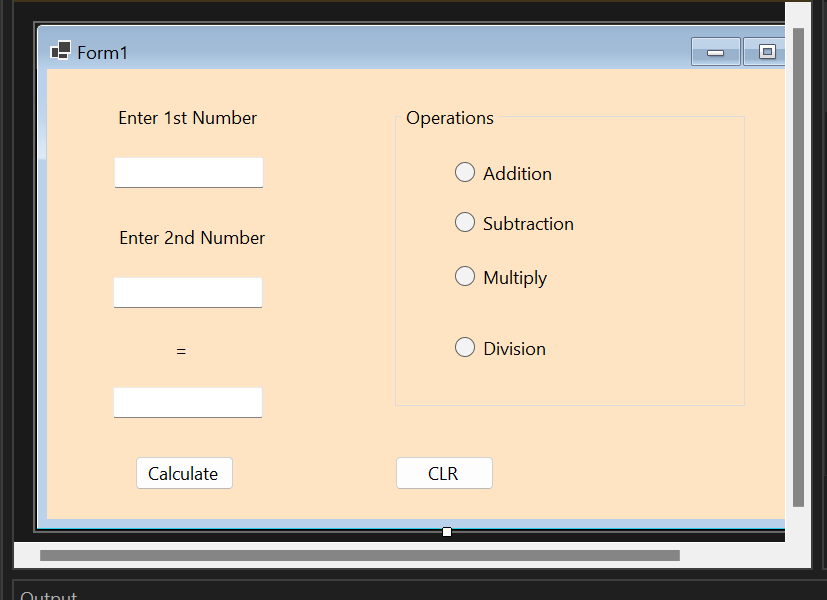 Form1
Enter 1st Number
Operations
Addition
Subtraction
Enter 2nd Number
Multiply
=
Division
Calculate
CLR
Output